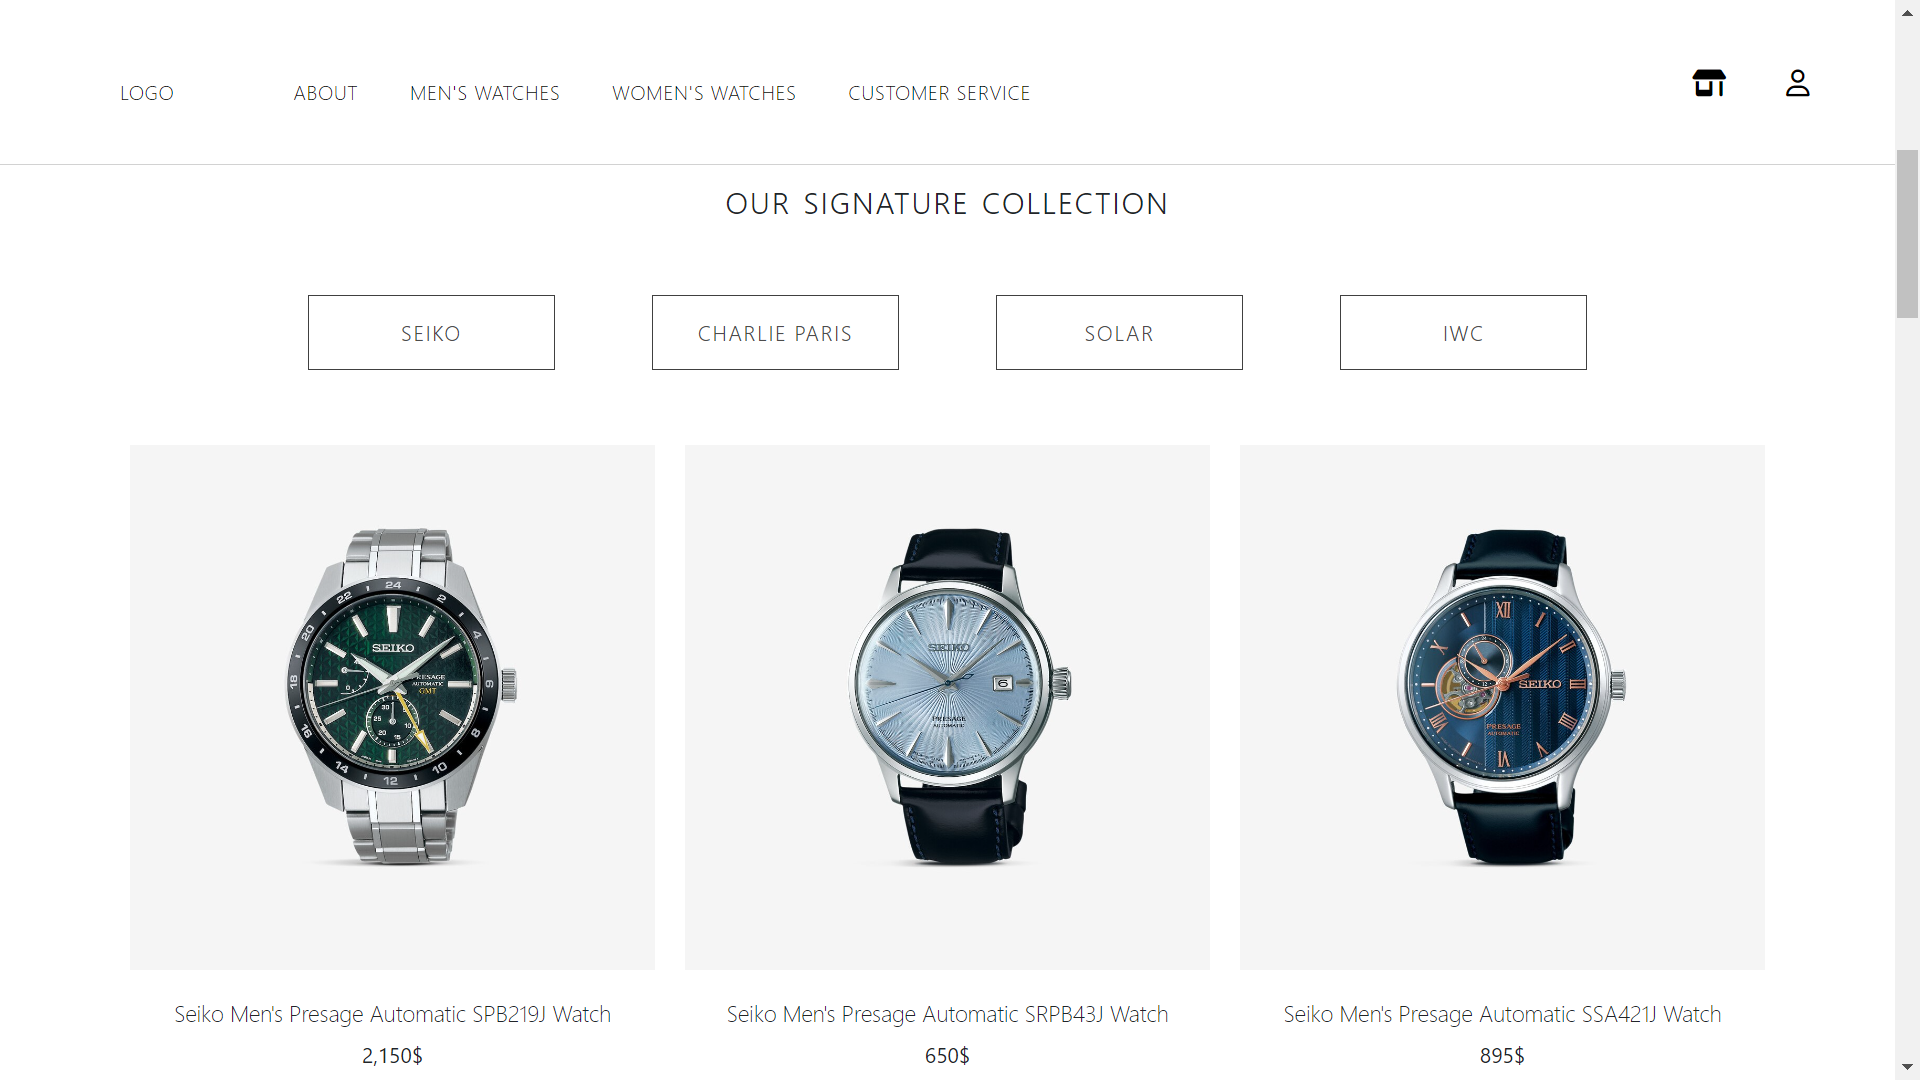 LOGO ABOUT MEN'S WATCHES WOMEN'S WATCHES CUSTOMER SERVICE
OUR SIGNATURE COLLECTION
SEIKO CHARLIE PARIS SOLAR IWC
24
22 2
20 4
SEIKO
18 6
PRESAGE
AUTOMATIC
GMT
30
25 10
20 15
16 8
14 10
12
SEIKO
6
PRESAGE
AUTOMATIC
XII
SEIKO
PRESAGE
AUTOMATIC
Seiko Men's Presage Automatic SPB219J Watch
2,150$
Seiko Men's Presage Automatic SRPB43J Watch
650$
Seiko Men's Presage Automatic SSA421J Watch
895$